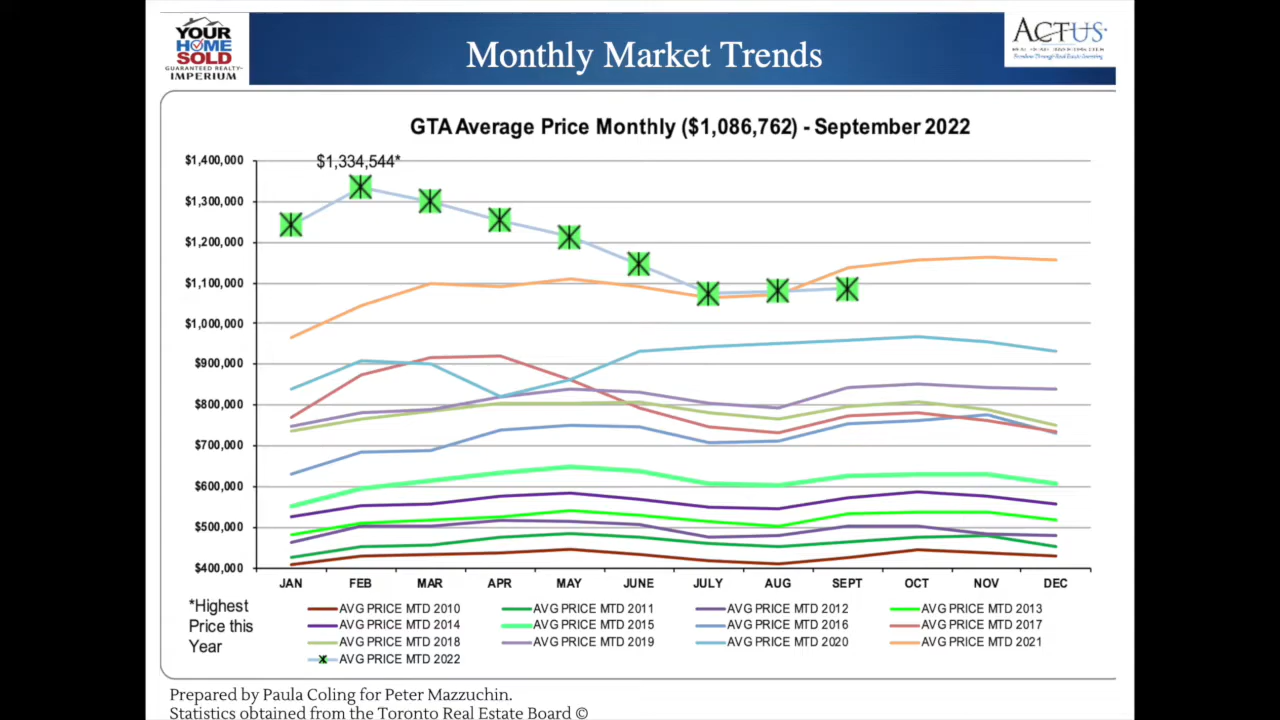 YOUR
HOME
SOLD
GUARANTEED REALTY
IMPERIUM
Monthly Market Trends
ACTUS
GTA Average Price Monthly ($1,086,762) - September 2022
$1,334,544*
$1,400,000
$1,300,000
$1,200,000
$1,100,000
$1,000,000
$900,000
$800,000
$700,000
$600,000
$500,000
$400,000
JAN FEB MAR APR MAY JUNE JULY AUG SEPT OCT NOV DEC
*Highest
Price this
Year
AVG PRICE MTD 2010 AVG PRICE MTD 2011 AVG PRICE MTD 2012 AVG PRICE MTD 2013
AVG PRICE MTD 2014 AVG PRICE MTD 2015 AVG PRICE MTD 2016 AVG PRICE MTD 2017
AVG PRICE MTD 2018 AVG PRICE MTD 2019 AVG PRICE MTD 2020 AVG PRICE MTD 2021
AVG PRICE MTD 2022
Prepared by Paula Coling for Peter Mazzuchin.
Statistics obtained from the Toronto Real Estate Board ©